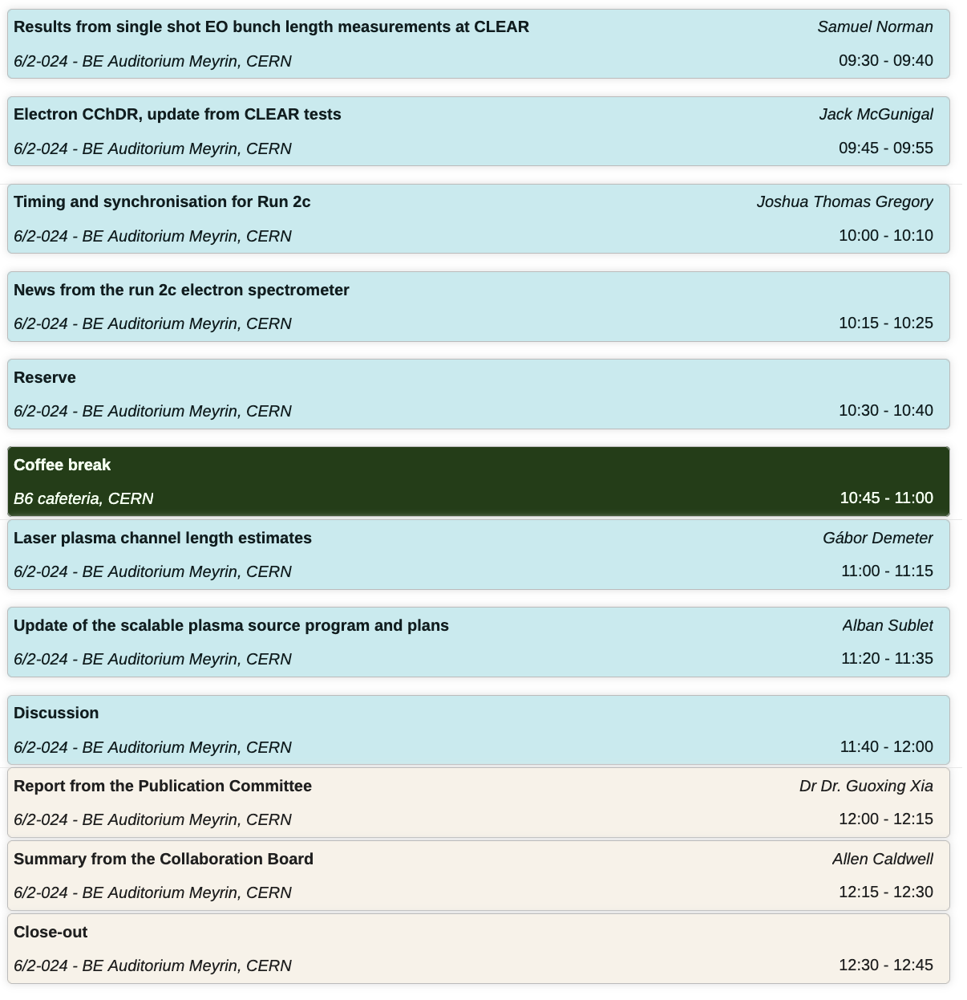 Results from single shot EO bunch length measurements at CLEAR Samuel Norman
6/2-024 - BE Auditorium Meyrin, CERN 09:30 - 09:40
Electron CChDR, update from CLEAR tests Jack McGunigal
6/2-024 - BE Auditorium Meyrin, CERN 09:45 - 09:55
Timing and synchronisation for Run 2c Joshua Thomas Gregory
6/2-024 - BE Auditorium Meyrin, CERN 10:00 - 10:10
News from the run 2c electron spectrometer
6/2-024 - BE Auditorium Meyrin, CERN 10:15 - 10:25
Reserve
6/2-024 - BE Auditorium Meyrin, CERN 10:30 - 10:40
Coffee break
B6 cafeteria, CERN 10:45 - 11:00
Laser plasma channel length estimates Gábor Demeter
6/2-024 - BE Auditorium Meyrin, CERN 11:00 - 11:15
Update of the scalable plasma source program and plans Alban Sublet
6/2-024 - BE Auditorium Meyrin, CERN 11:20 - 11:35
Discussion
6/2-024 - BE Auditorium Meyrin, CERN 11:40 - 12:00
Report from the Publication Committee Dr Dr. Guoxing Xia
6/2-024 - BE Auditorium Meyrin, CERN 12:00 - 12:15
Summary from the Collaboration Board Allen Caldwell
6/2-024 - BE Auditorium Meyrin, CERN 12:15 - 12:30
Close-out
6/2-024 - BE Auditorium Meyrin, CERN 12:30 - 12:45